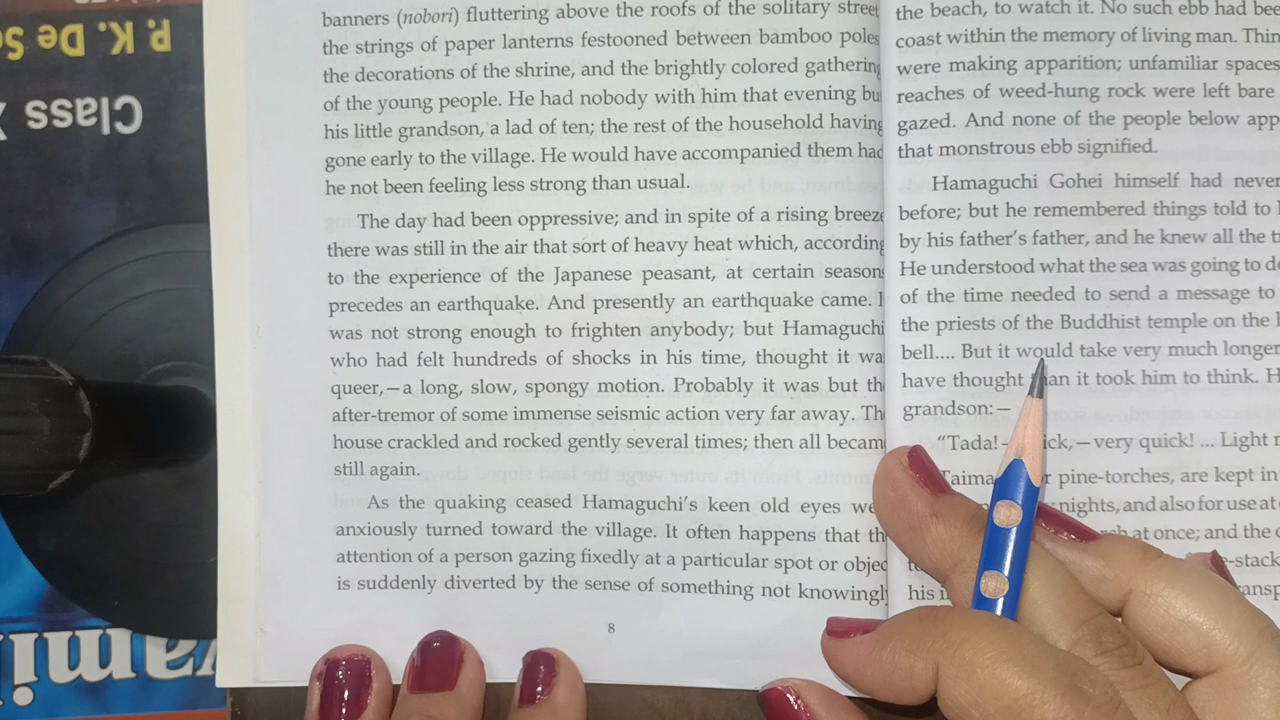 P. K. De S
Class X
banners (nobori) fluttering above the roofs of the solitary street
the strings of paper lanterns festooned between bamboo poles
the decorations of the shrine, and the brightly colored gathering
of the young people. He had nobody with him that evening bu
his little grandson, a lad of ten; the rest of the household having
gone early to the village. He would have accompanied them had
he not been feeling less strong than usual.
The day had been oppressive; and in spite of a rising breeze
there was still in the air that sort of heavy heat which, according
to the experience of the Japanese peasant, at certain seasons
precedes an earthquake. And presently an earthquake came. I
was not strong enough to frighten anybody; but Hamaguchi
who had felt hundreds of shocks in his time, thought it wa
queer,—a long, slow, spongy motion. Probably it was but th
after-tremor of some immense seismic action very far away. Th
house crackled and rocked gently several times; then all becam
still again.
As the quaking ceased Hamaguchi's keen old eyes we
anxiously turned toward the village. It often happens that th
attention of a person gazing fixedly at a particular spot or objec
is suddenly diverted by the sense of something not knowingl
8
the beach, to watch it. No such ebb had bee
coast within the memory of living man. Thin
were making apparition; unfamiliar spaces
reaches of weed-hung rock were left bare
gazed. And none of the people below app
that monstrous ebb signified.
Hamaguchi Gohei himself had never
before; but he remembered things told to
by his father's father, and he knew all the t
He understood what the sea was going to d
of the time needed to send a message to
the priests of the Buddhist temple on the
bell.... But it would take very much longer
have thought than it took him to think. H
grandson:—
"Tada!— ick,—very quick! ... Light
Taima r pine-torches, are kept in
nights, and also for use at
at once; and the
-stack
his